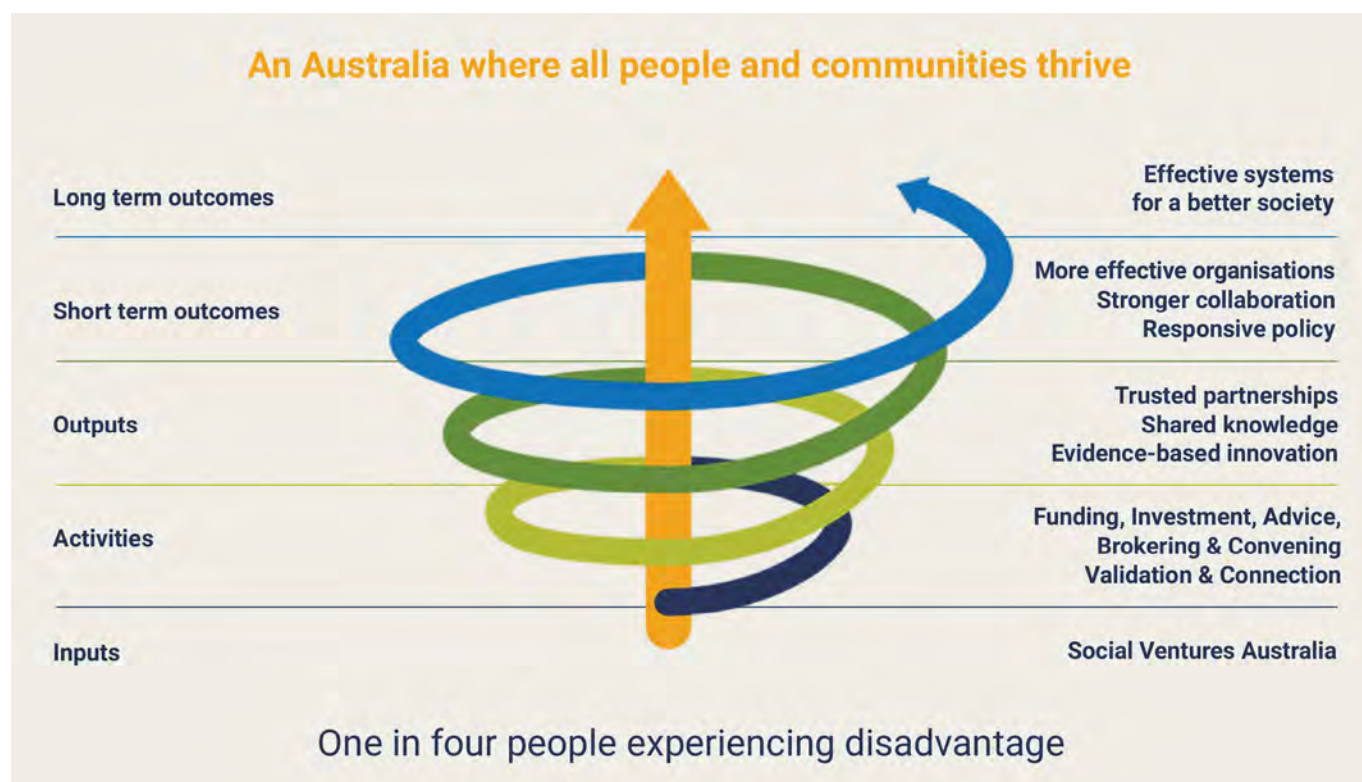 An Australia where all people and communities thrive
Long term outcomes
Effective systems
for a better society
Short term outcomes
More effective organisations
Stronger collaboration
Responsive policy
Outputs
Trusted partnerships
Shared knowledge
Evidence-based innovation
Activities
Funding, Investment, Advice,
Brokering & Convening
Validation & Connection
Inputs
Social Ventures Australia
One in four people experiencing disadvantage